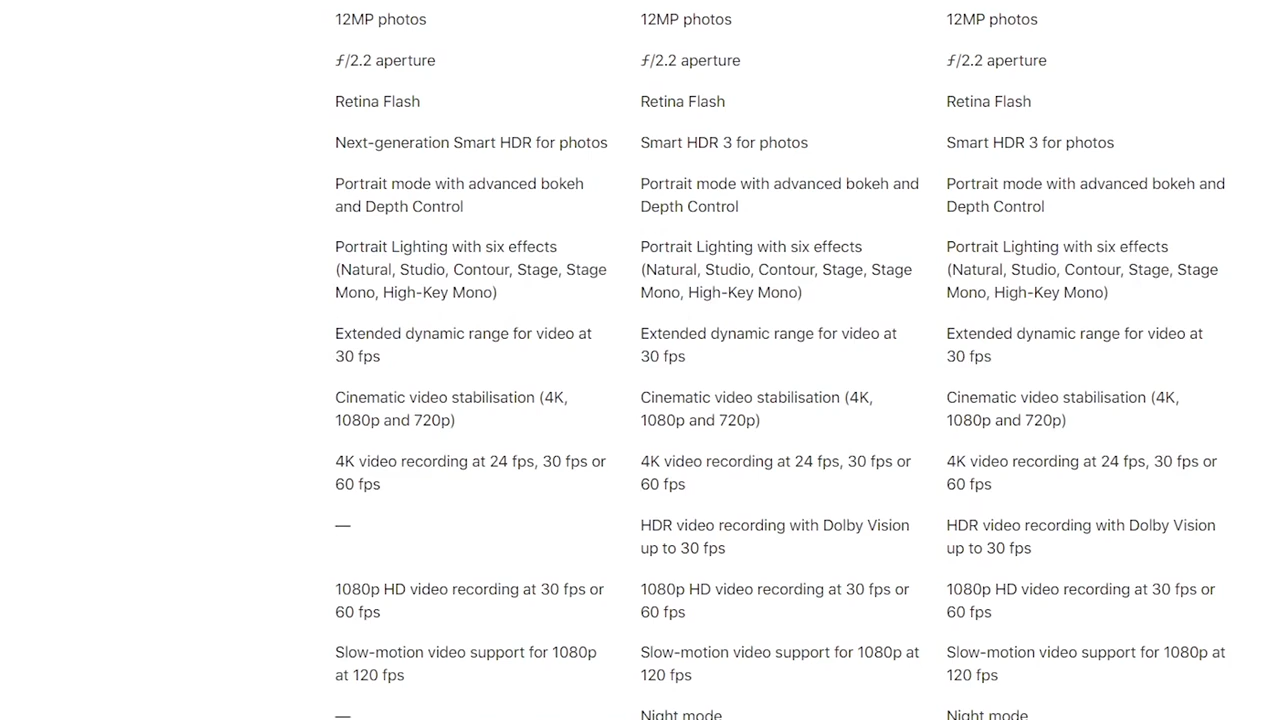 12MP photos 12MP photos 12MP photos
ƒ/2.2 aperture ƒ/2.2 aperture ƒ/2.2 aperture
Retina Flash Retina Flash Retina Flash
Next-generation Smart HDR for photos Smart HDR 3 for photos Smart HDR 3 for photos
Portrait mode with advanced bokeh Portrait mode with advanced bokeh and Portrait mode with advanced bokeh and
and Depth Control Depth Control Depth Control
Portrait Lighting with six effects Portrait Lighting with six effects Portrait Lighting with six effects
(Natural, Studio, Contour, Stage, Stage (Natural, Studio, Contour, Stage, Stage (Natural, Studio, Contour, Stage, Stage
Mono, High-Key Mono) Mono, High-Key Mono) Mono, High-Key Mono)
Extended dynamic range for video at Extended dynamic range for video at Extended dynamic range for video at
30 fps 30 fps 30 fps
Cinematic video stabilisation (4K, Cinematic video stabilisation (4K, Cinematic video stabilisation (4K,
1080p and 720p) 1080p and 720p) 1080p and 720p)
4K video recording at 24 fps, 30 fps or 4K video recording at 24 fps, 30 fps or 4K video recording at 24 fps, 30 fps or
60 fps 60 fps 60 fps
— HDR video recording with Dolby Vision HDR video recording with Dolby Vision
up to 30 fps up to 30 fps
1080p HD video recording at 30 fps or 1080p HD video recording at 30 fps or 1080p HD video recording at 30 fps or
60 fps 60 fps 60 fps
Slow-motion video support for 1080p Slow-motion video support for 1080p at Slow-motion video support for 1080p at
at 120 fps 120 fps 120 fps
— Night mode Night mode